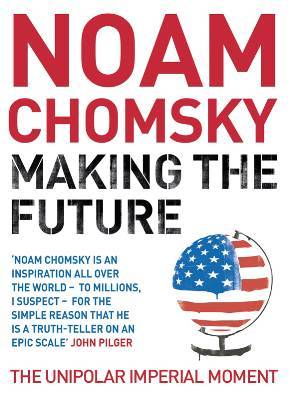 NOAM
CHOMSKY
MAKING THE
FUTURE
‘NOAM CHOMSKY IS AN
INSPIRATION ALL OVER
THE WORLD – TO MILLIONS,
I SUSPECT – FOR THE
SIMPLE REASON THAT HE
IS A TRUTH-TELLER ON AN
EPIC SCALE’ JOHN PILGER
THE UNIPOLAR IMPERIAL MOMENT